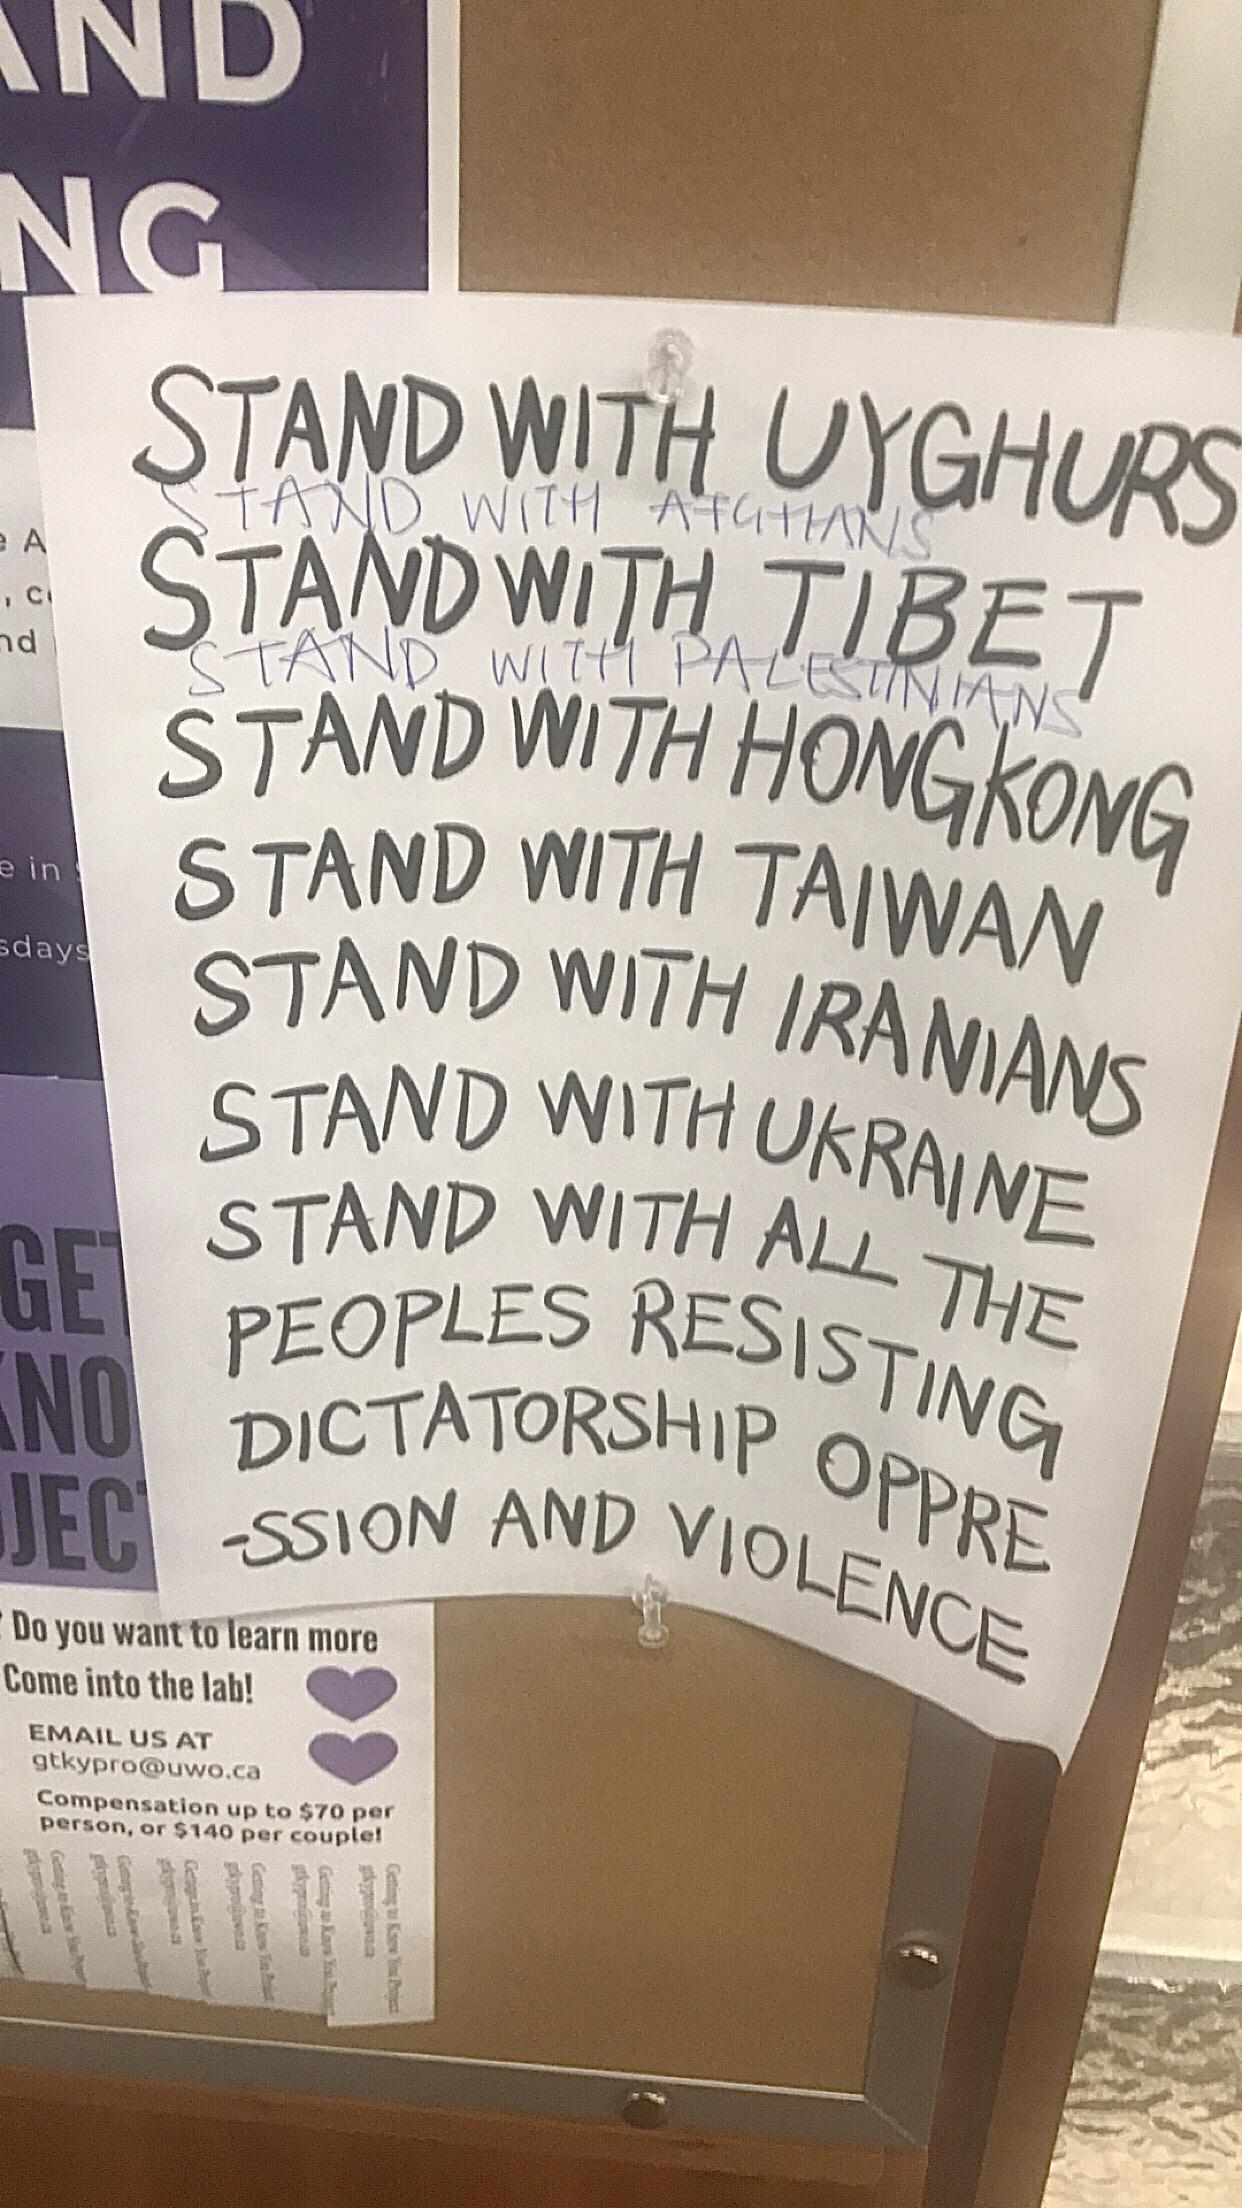 AND
NG
STAND WITH UYGHURS
STAND WITH AFGHANS
STAND WITH TIBET
STAND WITH PALESTINIANS
STAND WITH HONGKONG
STAND WITH TAIWAN
STAND WITH IRANIANS
STAND WITH UKRAINE
STAND WITH ALL THE
PEOPLES RESISTING
DICTATORSHIP OPPRE
-SSION AND VIOLENCE
e A
, c
nd
e in
sdays
GET
KNO
JECT
? Do you want to learn more
Come into the lab!
EMAIL US AT
gtkypro@uwo.ca
Compensation up to $70 per
person, or $140 per couple!
Getting to Know You Project
gtkypro@uwo.ca
Getting to Know You Project
gtkypro@uwo.ca
Getting to Know You Project
gtkypro@uwo.ca
Getting to Know You Project
gtkypro@uwo.ca
Getting to Know You Project
gtkypro@uwo.ca
Getting to Know You Project
gtkypro@uwo.ca